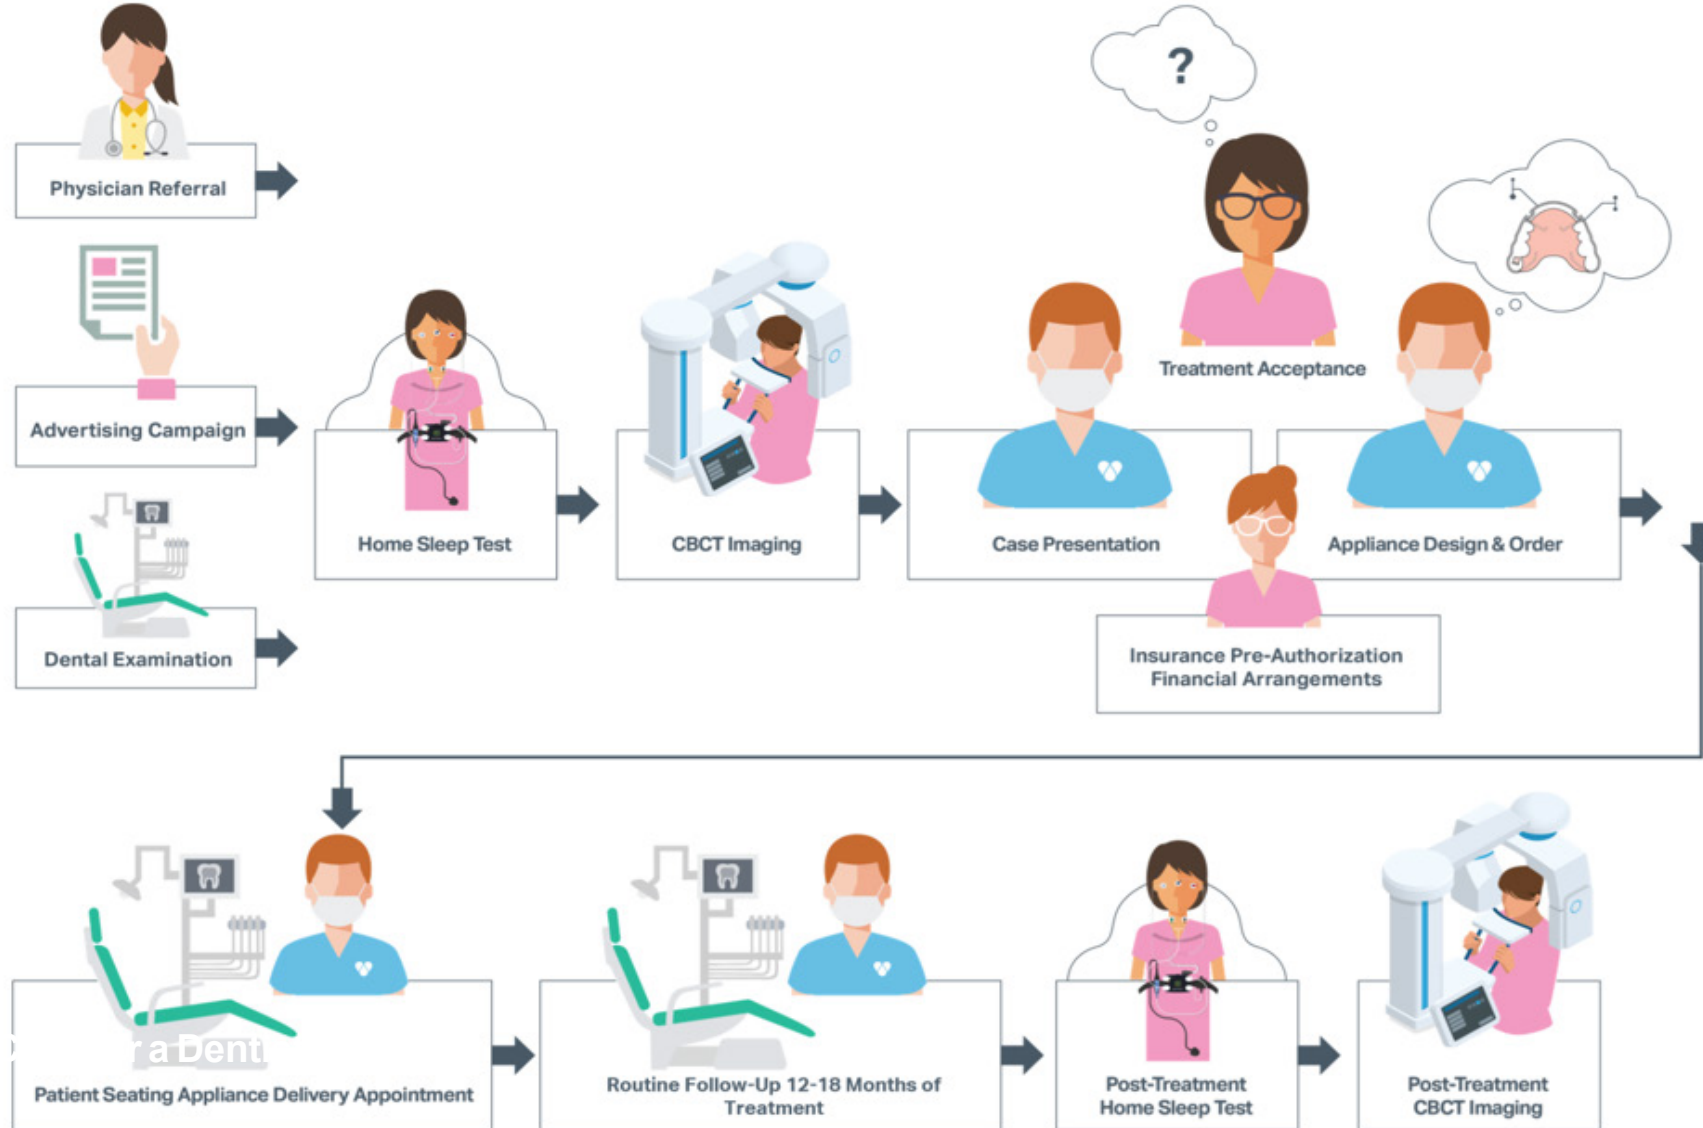 ?
Physician Referral
Advertising Campaign
Dental Examination
Home Sleep Test
CBCT Imaging
Treatment Acceptance
Case Presentation
Appliance Design & Order
Insurance Pre-Authorization
Financial Arrangements
r a Dent
Patient Seating Appliance Delivery Appointment
Routine Follow-Up 12-18 Months of
Treatment
Post-Treatment
Home Sleep Test
Post-Treatment
CBCT Imaging